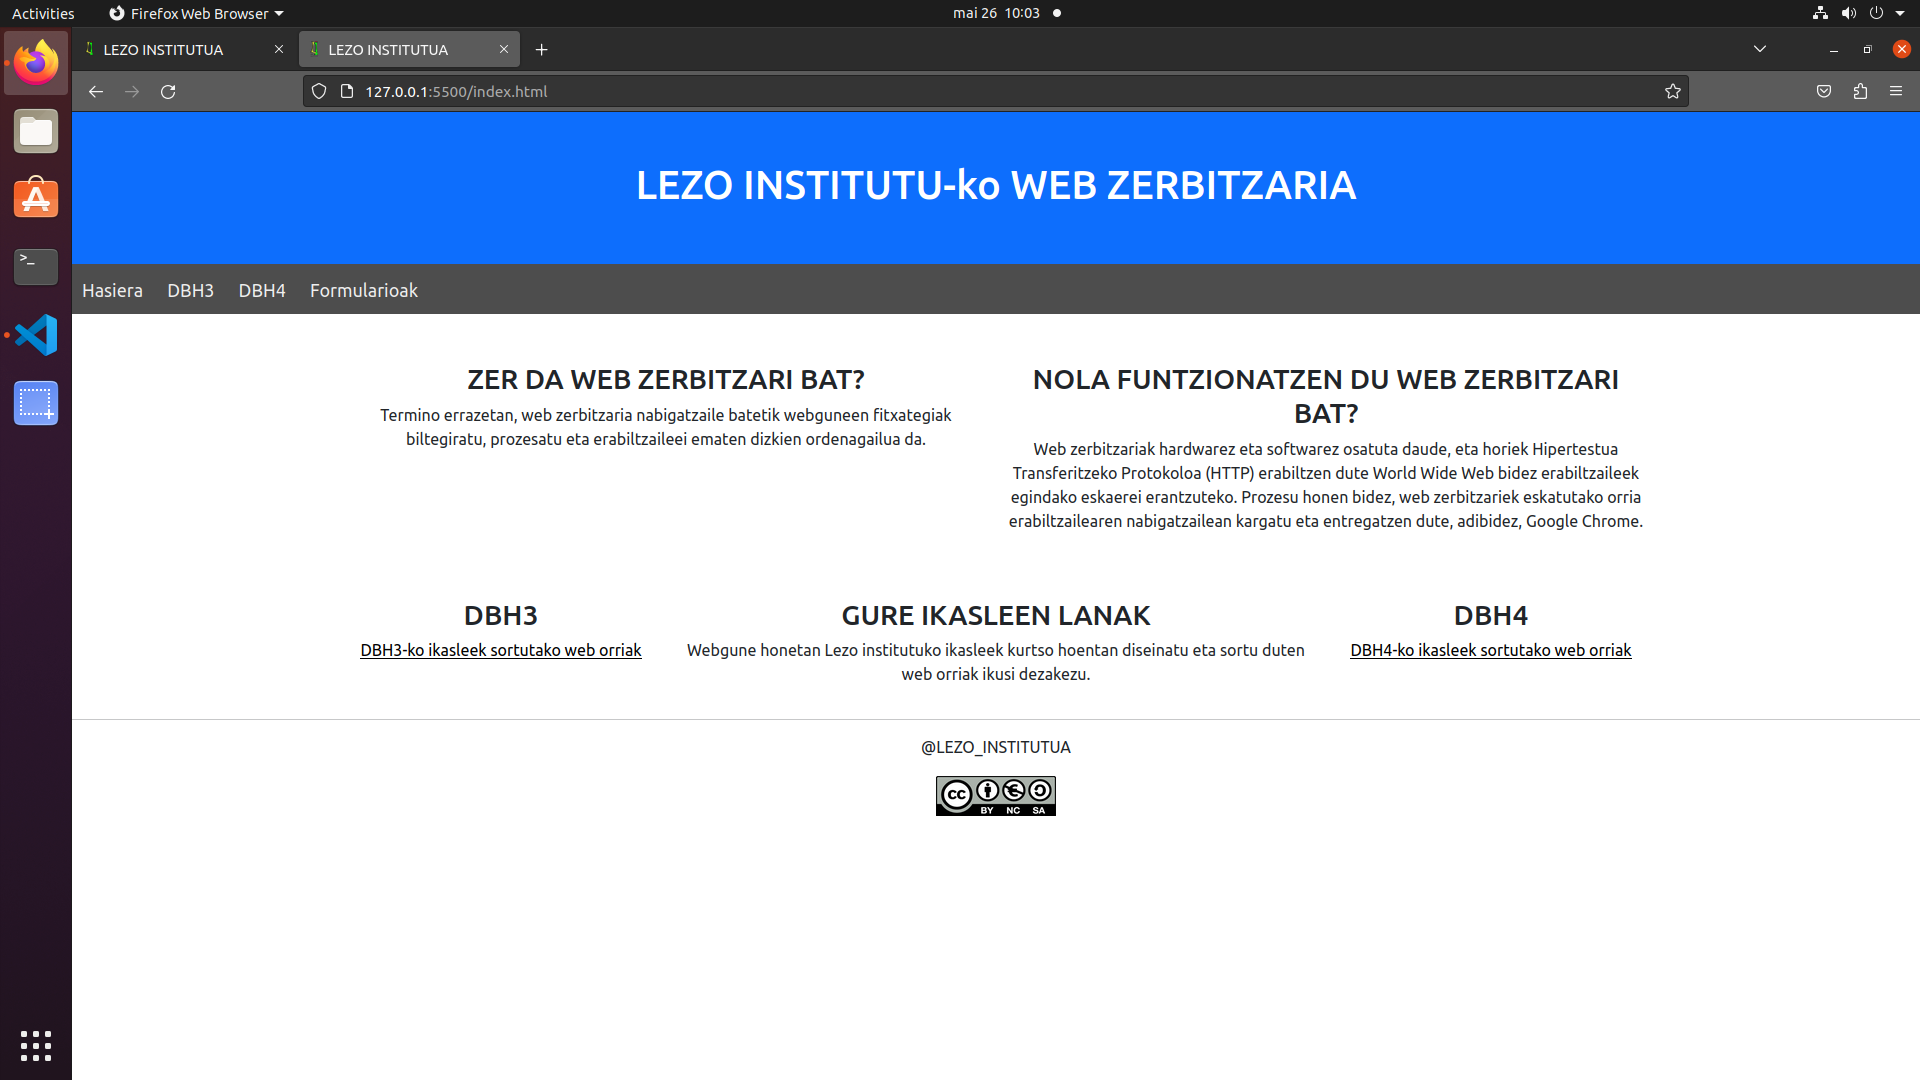 Activities
Firefox Web Browser
mai 26 10:03
LEZO INSTITUTUA
LEZO INSTITUTUA
127.0.0.1:5500/index.html
LEZO INSTITUTU-ko WEB ZERBITZARIA
Hasiera DBH3 DBH4 Formularioak
ZER DA WEB ZERBITZARI BAT?
Termino errazetan, web zerbitzaria nabigatzaile batetik webguneen fitxategiak
biltegiratu, prozesatu eta erabiltzaileei ematen dizkien ordenagailua da.
NOLA FUNTZIONATZEN DU WEB ZERBITZARI
BAT?
Web zerbitzariak hardwarez eta softwarez osatuta daude, eta horiek Hipertestua
Transferitzeko Protokoloa (HTTP) erabiltzen dute World Wide Web bidez erabiltzaileek
egindako eskaerei erantzuteko. Prozesu honen bidez, web zerbitzariek eskatutako orria
erabiltzailearen nabigatzailean kargatu eta entregatzen dute, adibidez, Google Chrome.
DBH3
DBH3-ko ikasleek sortutako web orriak
GURE IKASLEEN LANAK
Webgune honetan Lezo institutuko ikasleek kurtso hoentan diseinatu eta sortu duten
web orriak ikusi dezakezu.
DBH4
DBH4-ko ikasleek sortutako web orriak
@LEZO_INSTITUTUA
CC BY NC SA